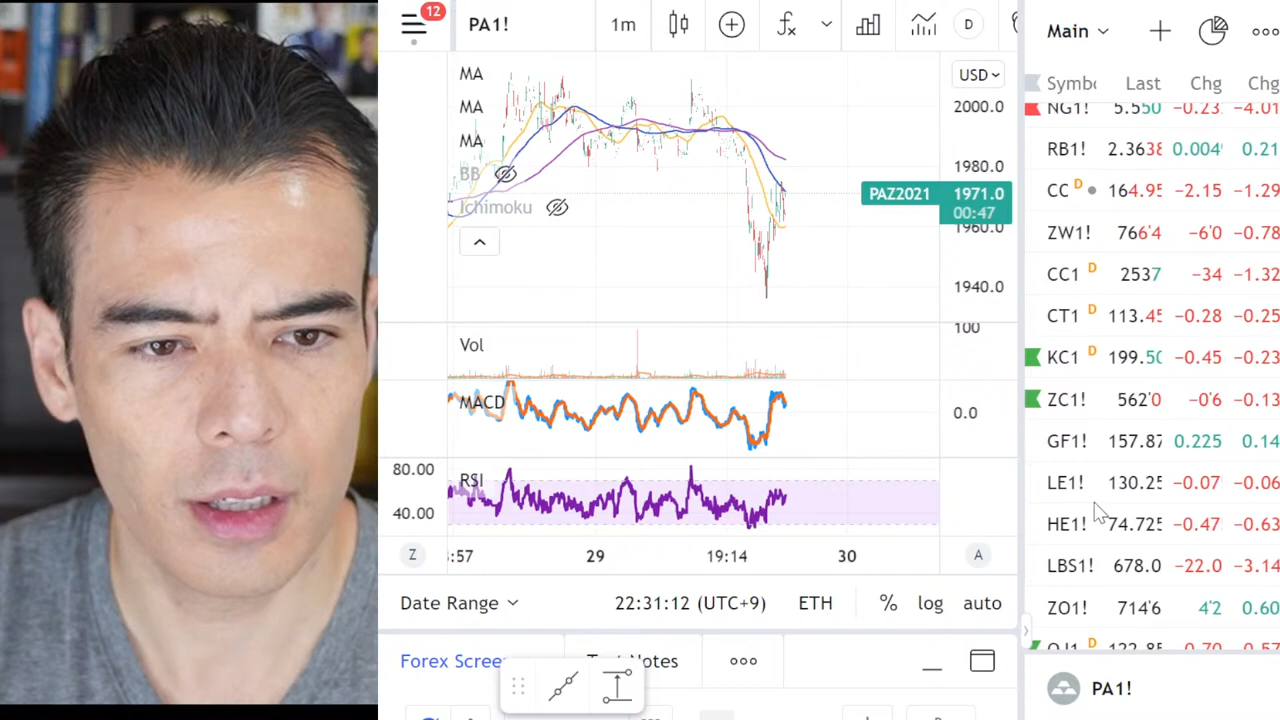 12 PA1! 1m D
MA
MA
MA
BB
Ichimoku
USD
2000.0
1980.0
PAZ2021 1971.0
00:47
1960.0
1940.0
Vol 100
MACD 0.0
80.00 RSI
40.00
Z :57 29 19:14 30 A
Date Range 22:31:12 (UTC+9) ETH % log auto
Forex Scree Notes
Main
Symbo Last Chg Chg
NG1! 5.550 −0.23 −4.01
RB1! 2.3638 0.004 0.21
CC D 164.95 −2.15 −1.29
ZW1! 766'4 −6'0 −0.78
CC1 D 2537 −34 −1.32
CT1 D 113.45 −0.28 −0.25
KC1 D 199.50 −0.45 −0.23
ZC1! 562'0 −0'6 −0.13
GF1! 157.87 0.225 0.14
LE1! 130.25 −0.07 −0.06
HE1! 74.725 −0.47 −0.63
LBS1! 678.0 −22.0 −3.14
ZO1! 714'6 4'2 0.60
PA1!